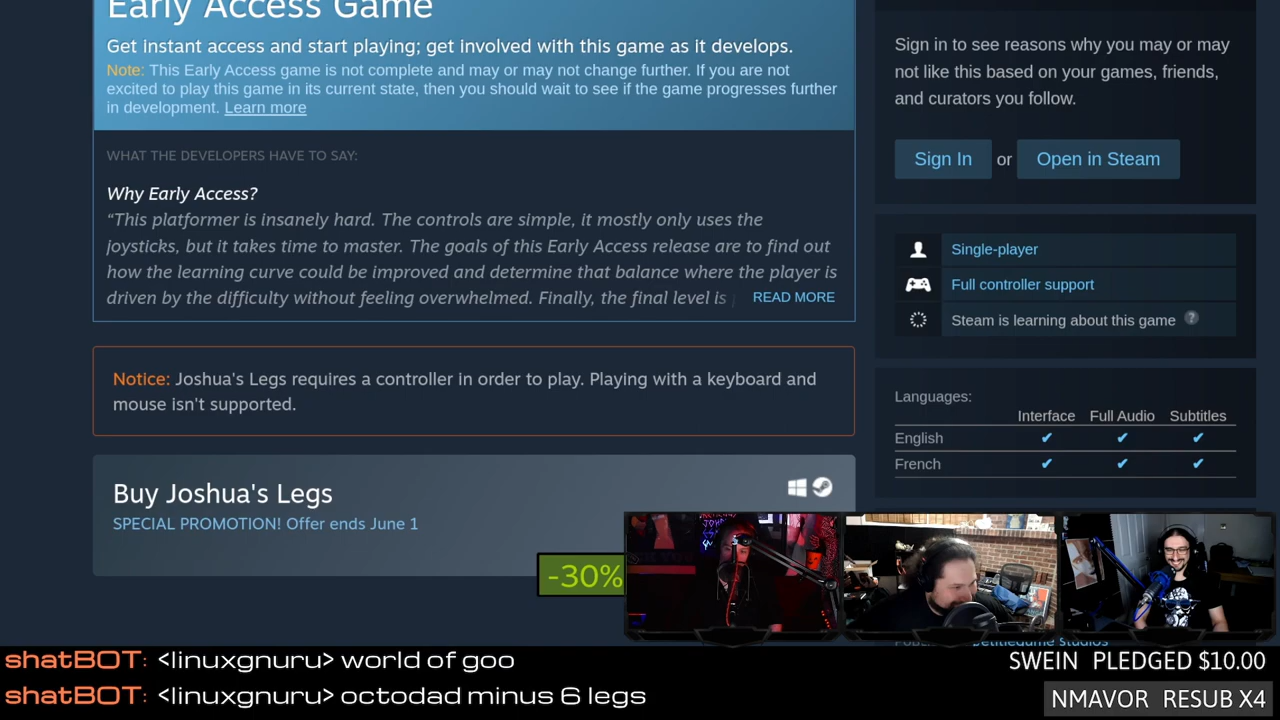 Early Access Game
Get instant access and start playing; get involved with this game as it develops.
Note: This Early Access game is not complete and may or may not change further. If you are not
excited to play this game in its current state, then you should wait to see if the game progresses further
in development. Learn more
WHAT THE DEVELOPERS HAVE TO SAY:
Why Early Access?
“This platformer is insanely hard. The controls are simple, it mostly only uses the
joysticks, but it takes time to master. The goals of this Early Access release are to find out
how the learning curve could be improved and determine that balance where the player is
driven by the difficulty without feeling overwhelmed. Finally, the final level is
READ MORE
Notice: Joshua's Legs requires a controller in order to play. Playing with a keyboard and
mouse isn't supported.
Buy Joshua's Legs
SPECIAL PROMOTION! Offer ends June 1
-30%
Sign in to see reasons why you may or may
not like this based on your games, friends,
and curators you follow.
Sign In or Open in Steam
Single-player
Full controller support
Steam is learning about this game ?
Languages:
Interface Full Audio Subtitles
English ✔ ✔ ✔
French ✔ ✔ ✔
shatBOT: <linuxgnuru> world of goo
shatBOT: <linuxgnuru> octodad minus 6 legs
SWEIN PLEDGED $10.00
NMAVOR RESUB X4